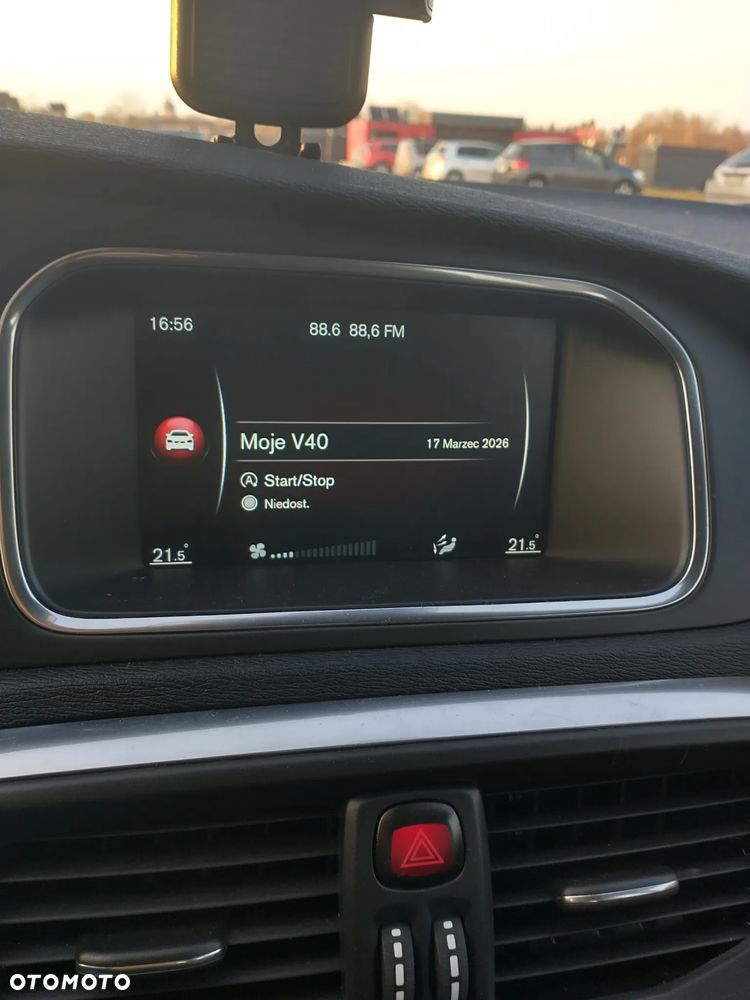 16:56
88.6 88,6 FM
Moje V40
17 Marzec 2026
A Start/Stop
Niedost.
21.5°
21.5°
OTOMOTO